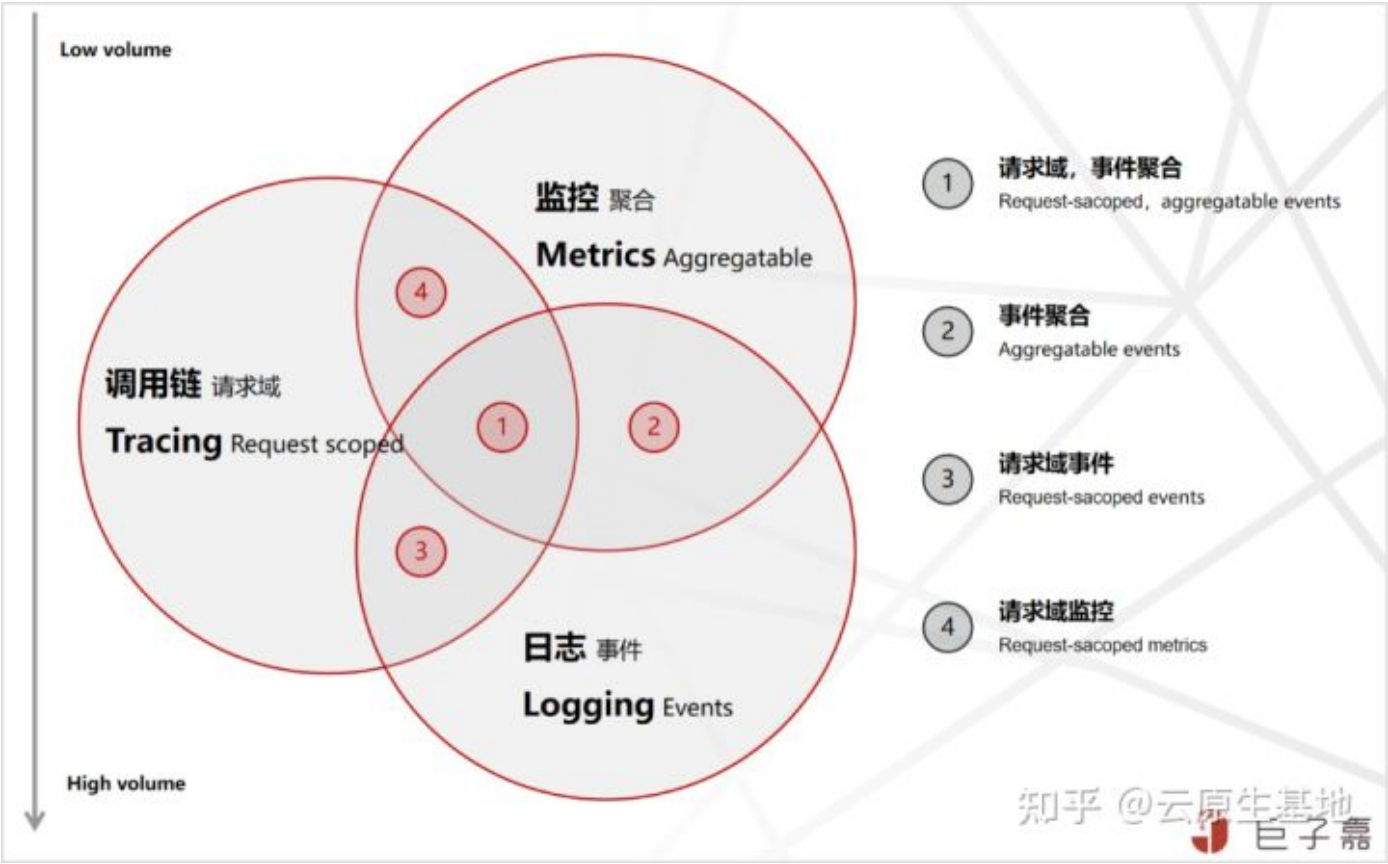 Low volume
监控 聚合
Metrics Aggregatable
4
调用链 请求域
Tracing Request scoped
1
2
3
日志 事件
Logging Events
High volume
1
请求域，事件聚合
Request-sacoped，aggregatable events
2
事件聚合
Aggregatable events
3
请求域事件
Request-sacoped events
4
请求域监控
Request-sacoped metrics
知乎 @云原生基地
巨子嘉